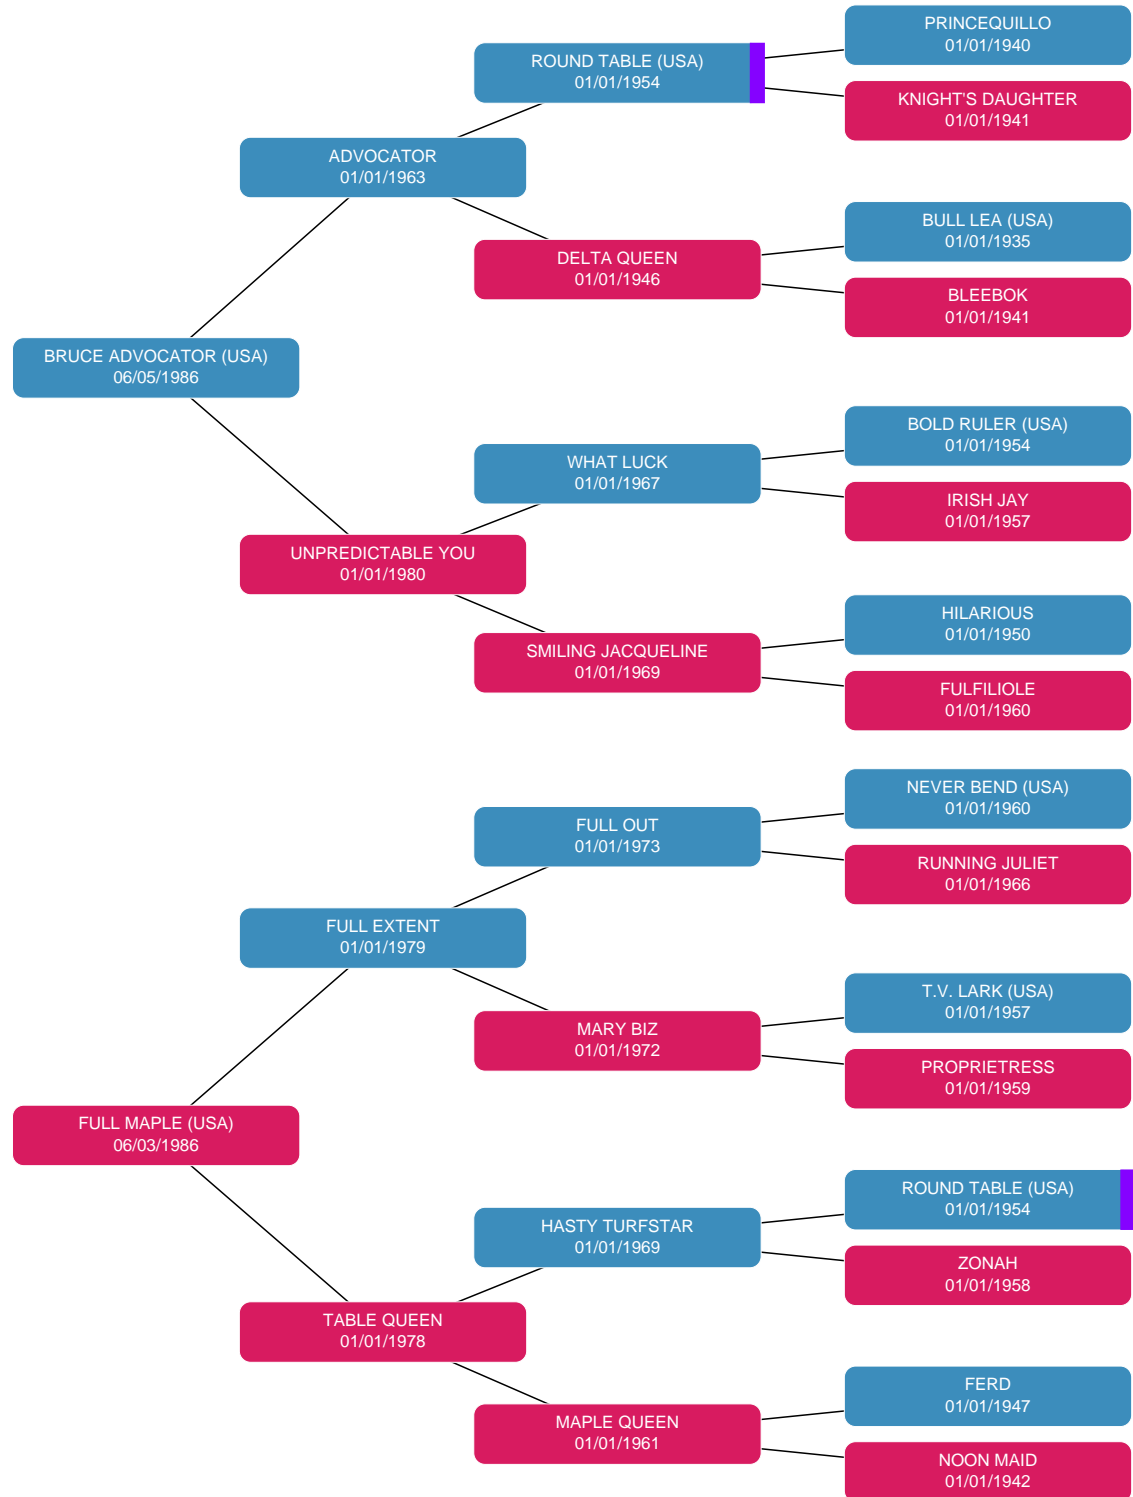 PRINCEQUILLO
01/01/1940
ROUND TABLE (USA)
01/01/1954
KNIGHT'S DAUGHTER
01/01/1941
ADVOCATOR
01/01/1963
BULL LEA (USA)
01/01/1935
DELTA QUEEN
01/01/1946
BLEEBOK
01/01/1941
BRUCE ADVOCATOR (USA)
06/05/1986
BOLD RULER (USA)
01/01/1954
WHAT LUCK
01/01/1967
IRISH JAY
01/01/1957
UNPREDICTABLE YOU
01/01/1980
HILARIOUS
01/01/1950
SMILING JACQUELINE
01/01/1969
FULFILIOLE
01/01/1960
NEVER BEND (USA)
01/01/1960
FULL OUT
01/01/1973
RUNNING JULIET
01/01/1966
FULL EXTENT
01/01/1979
T.V. LARK (USA)
01/01/1957
MARY BIZ
01/01/1972
PROPRIETRESS
01/01/1959
FULL MAPLE (USA)
06/03/1986
ROUND TABLE (USA)
01/01/1954
HASTY TURFSTAR
01/01/1969
ZONAH
01/01/1958
TABLE QUEEN
01/01/1978
FERD
01/01/1947
MAPLE QUEEN
01/01/1961
NOON MAID
01/01/1942